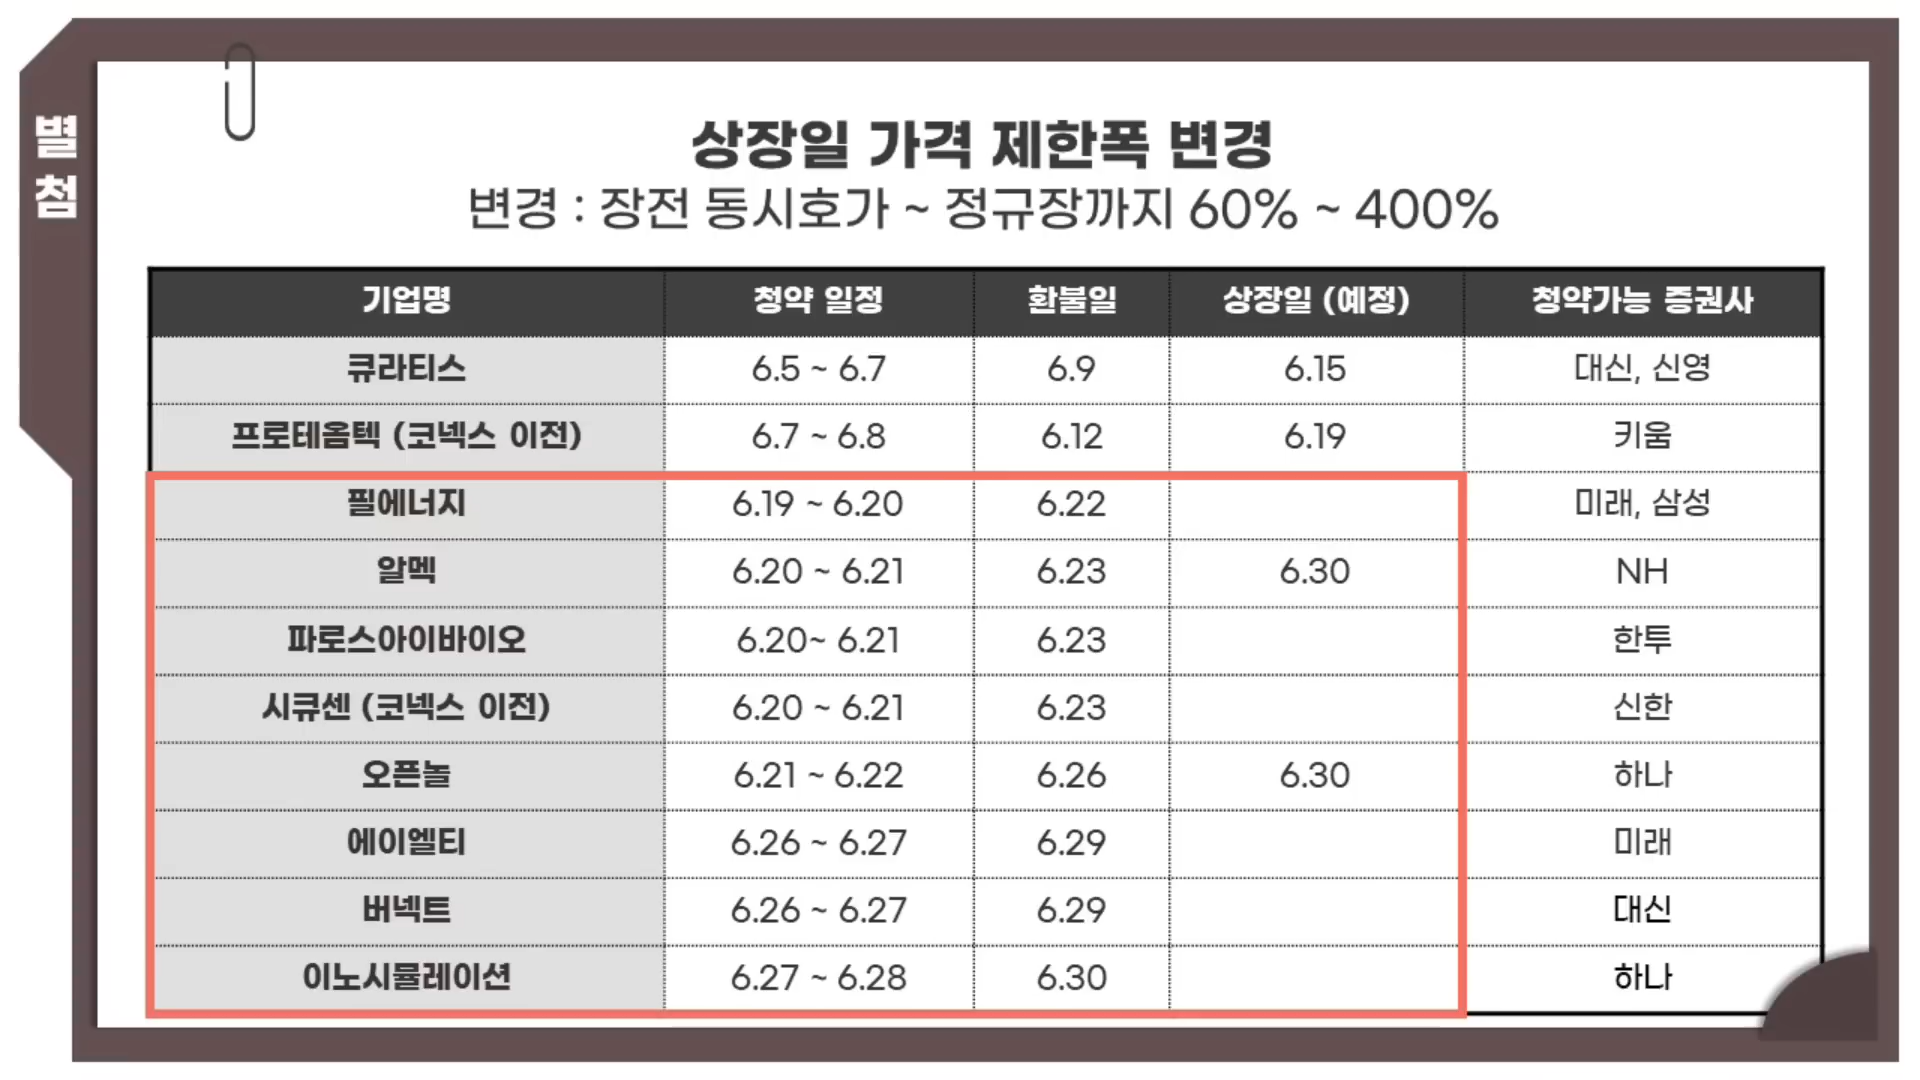 별첨
상장일 가격 제한폭 변경
변경 : 장전 동시호가 ~ 정규장까지 60% ~ 400%
기업명 청약 일정 환불일 상장일 (예정) 청약가능 증권사
큐라티스 6.5 ~ 6.7 6.9 6.15 대신, 신영
프로테옴텍 (코넥스 이전) 6.7 ~ 6.8 6.12 6.19 키움
필에너지 6.19 ~ 6.20 6.22 미래, 삼성
알멕 6.20 ~ 6.21 6.23 6.30 NH
파로스아이바이오 6.20~ 6.21 6.23 한투
시큐센 (코넥스 이전) 6.20 ~ 6.21 6.23 신한
오픈놀 6.21 ~ 6.22 6.26 6.30 하나
에이엘티 6.26 ~ 6.27 6.29 미래
버넥트 6.26 ~ 6.27 6.29 대신
이노시뮬레이션 6.27 ~ 6.28 6.30 하나